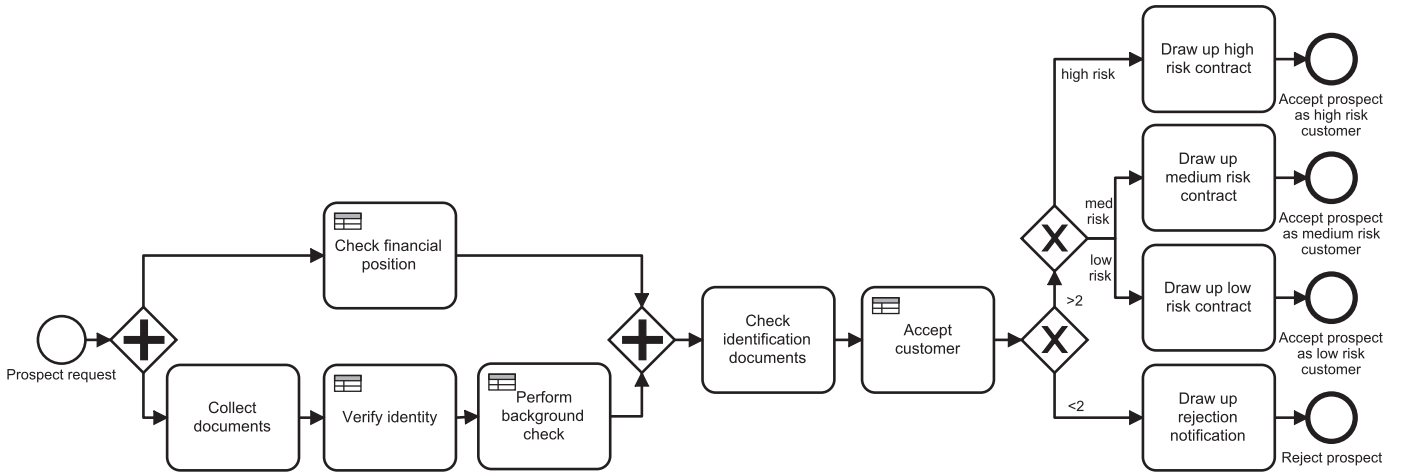 Prospect request
Check financial
position
Collect
documents
Verify identity
Perform
background
check
Check
identification
documents
Accept
customer
>2
<2
high risk
med
risk
low
risk
Draw up high
risk contract
Accept prospect
as high risk
customer
Draw up
medium risk
contract
Accept prospect
as medium risk
customer
Draw up low
risk contract
Accept prospect
as low risk
customer
Draw up
rejection
notification
Reject prospect